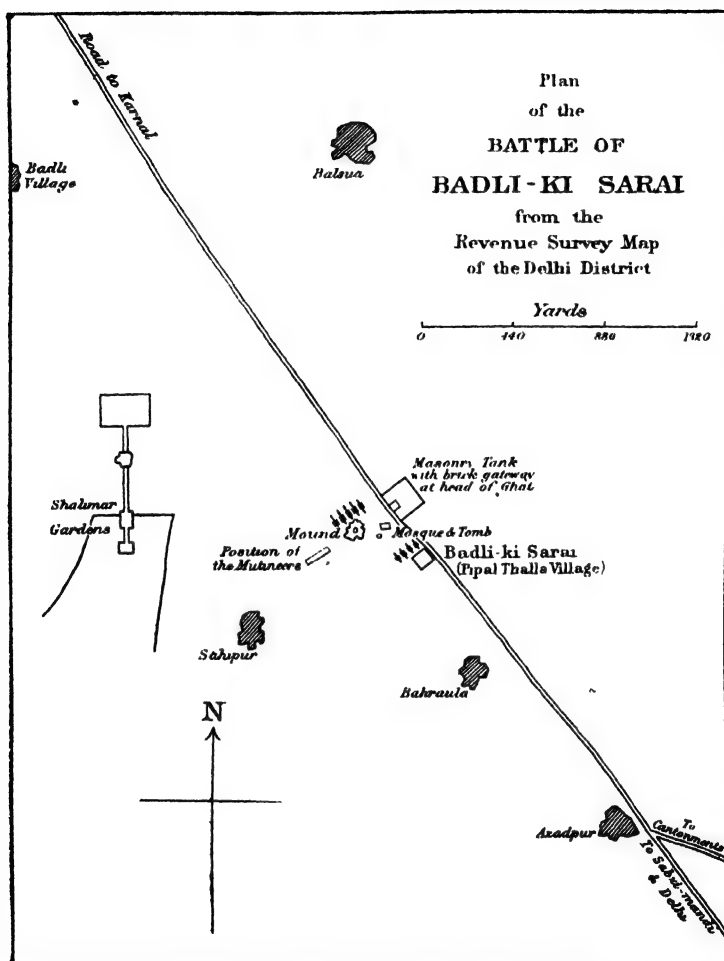 Road to Karnal
Plan
of the
BATTLE OF
BADLI-KI SARAI
from the
Revenue Survey Map
of the Delhi District
Yards
0 440 880 1320
Badli
Village
Balsua
Masonry Tank
with brick gateway
at head of Ghat
Shalimar
Gardens
Mound
Mosque & Tomb
Position of
the Mutineers
Badli-ki Sarai
(Pipal Thalla Village)
Sahipur
Bahraula
N
Azadpur
To
Cantonments
To Sabzi-mandi
& Delhi